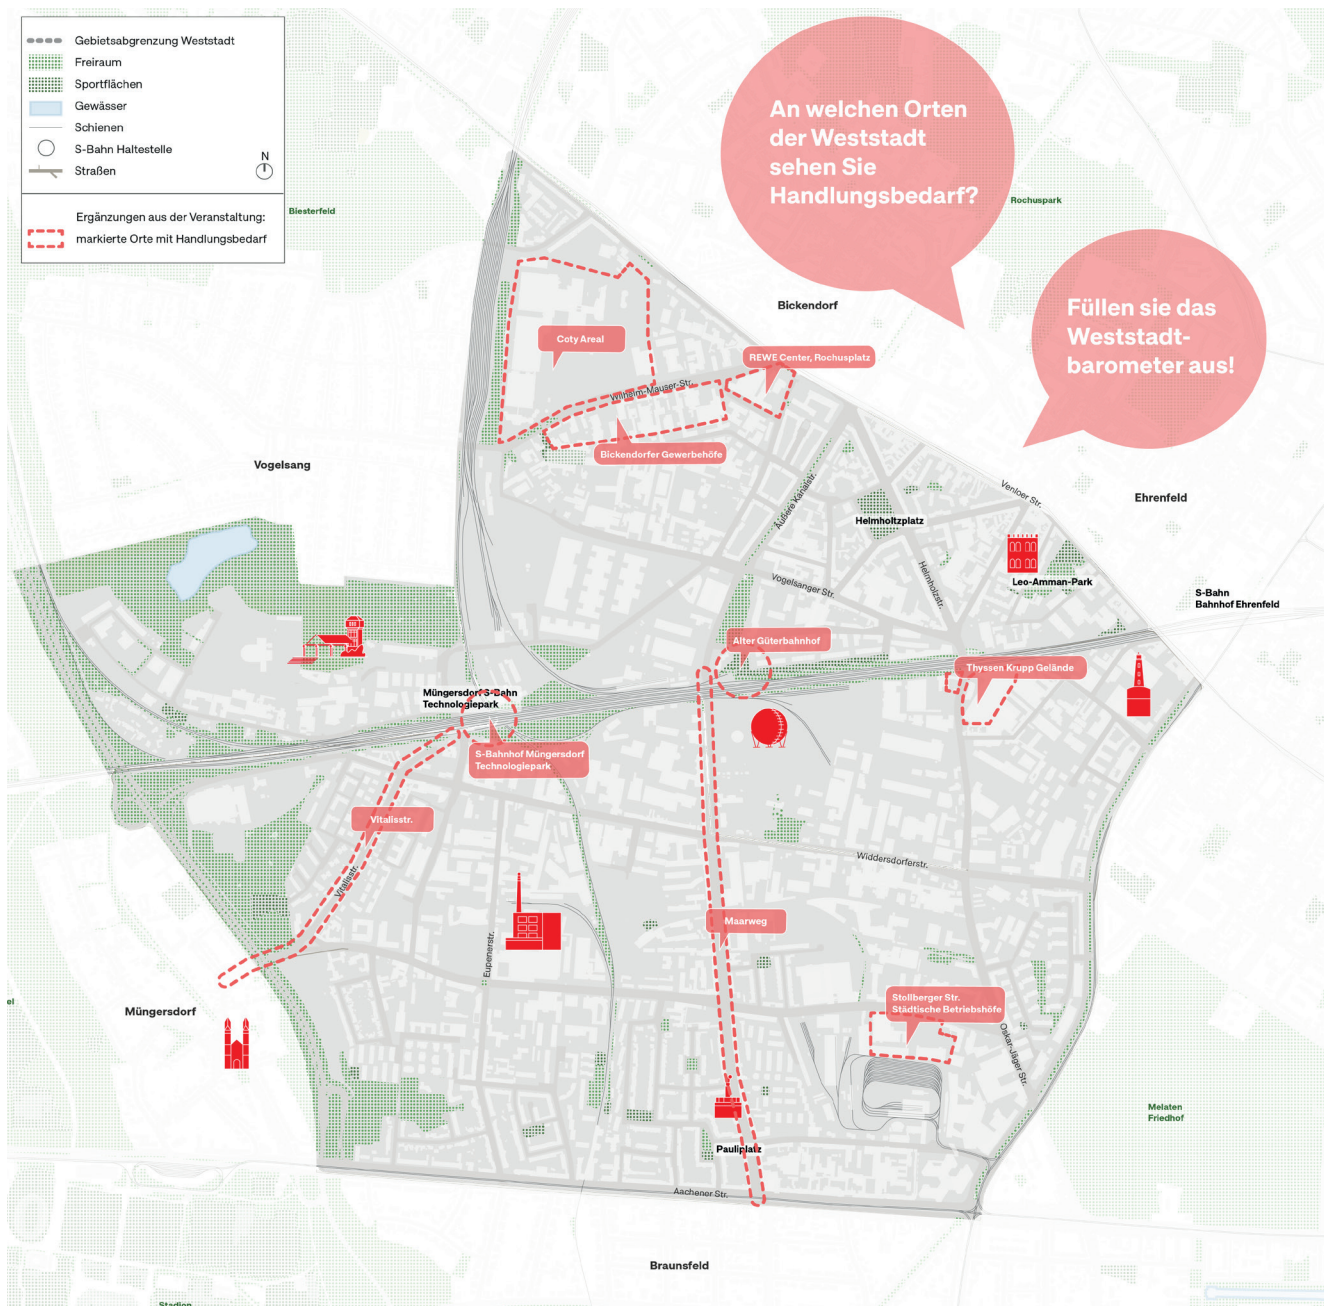 Gebietsabgrenzung Weststadt
Freiraum
Sportflächen
Gewässer
Schienen
S-Bahn Haltestelle
Straßen
N
Ergänzungen aus der Veranstaltung:
markierte Orte mit Handlungsbedarf
An welchen Orten
der Weststadt
sehen Sie
Handlungsbedarf?
Füllen sie das
Weststadt-
barometer aus!
Biesterfeld
Rochuspark
Bickendorf
Coty Areal
REWE Center, Rochusplatz
Wilhelm-Mauser-Str.
Bickendorfer Gewerbehöfe
Vogelsang
Äußere Kanalstr.
Venloer Str.
Ehrenfeld
Helmholtzplatz
Vogelsanger Str.
Helmholzstr.
Leo-Amman-Park
S-Bahn
Bahnhof Ehrenfeld
Alter Güterbahnhof
Thyssen Krupp Gelände
Müngersdorf S-Bahn
Technologiepark
S-Bahnhof Müngersdorf
Technologiepark
Vitalisstr.
Vitalisstr.
Widdersdorferstr.
Maarweg
Eupenerstr.
Stollberger Str.
Städtische Betriebshöfe
el
Müngersdorf
Oskar-Jäger Str.
Melaten
Friedhof
Pauliplatz
Aachener Str.
Braunsfeld
Stadion